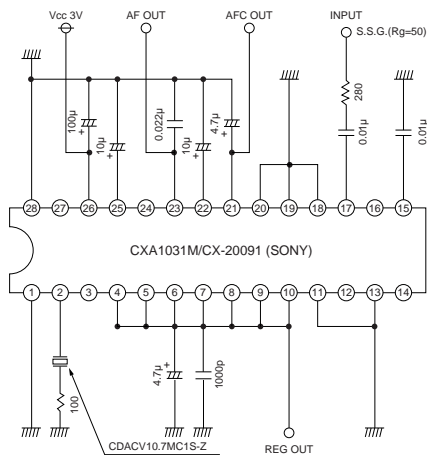 Vcc 3V
AF OUT
AFC OUT
INPUT
S.S.G.(Rg=50)
280
100µ
+
10µ
+
0.022µ
10µ
+
4.7µ
+
0.01µ
0.01µ
28 27 26 25 24 23 22 21 20 19 18 17 16 15
CXA1031M/CX-20091 (SONY)
1 2 3 4 5 6 7 8 9 10 11 12 13 14
4.7µ
+
1000p
100
CDACV10.7MC1S-Z
REG OUT